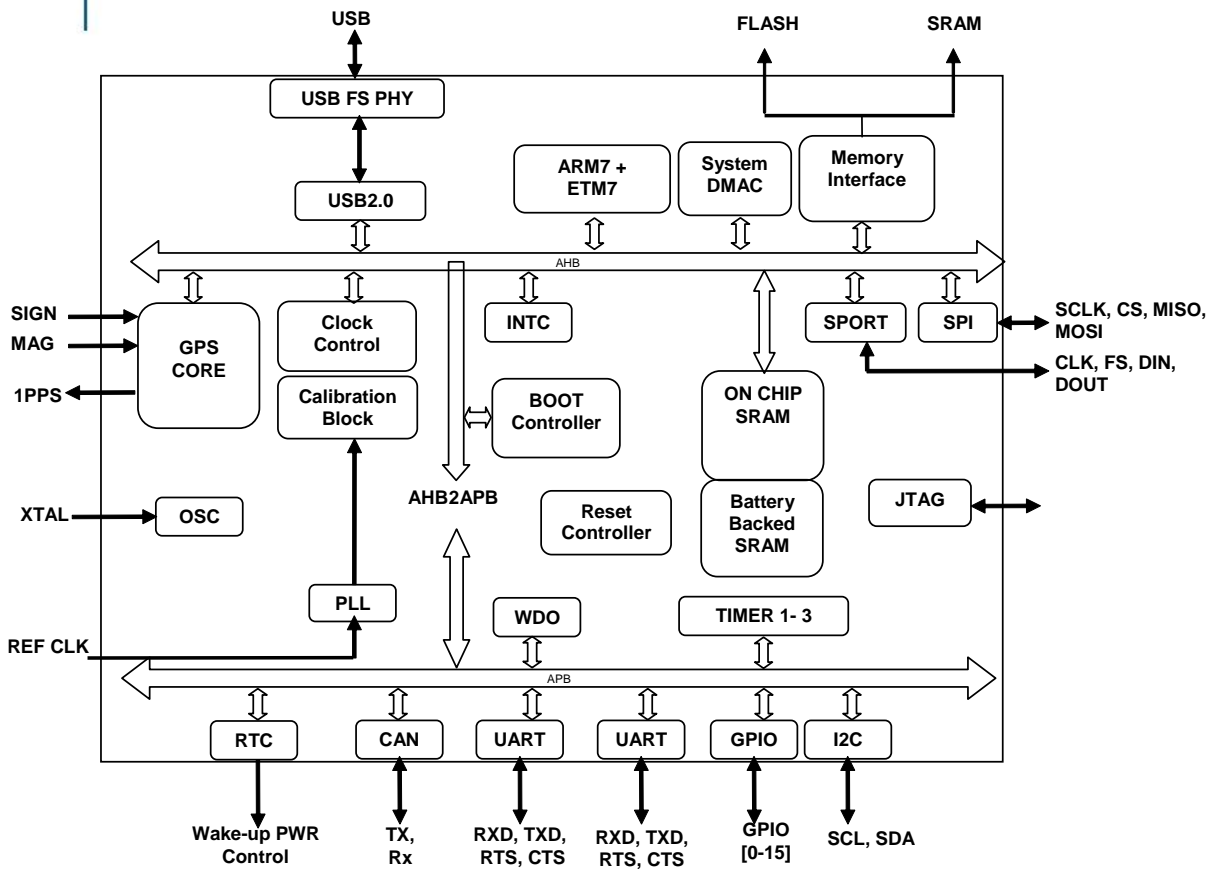 USB
FLASH
SRAM
USB FS PHY
ARM7 +
ETM7
System
DMAC
Memory
Interface
USB2.0
AHB
SIGN
MAG
1PPS
GPS
CORE
Clock
Control
INTC
SPORT
SPI
SCLK, CS, MISO,
MOSI
CLK, FS, DIN,
DOUT
Calibration
Block
BOOT
Controller
ON CHIP
SRAM
AHB2APB
XTAL
OSC
Reset
Controller
Battery
Backed
SRAM
JTAG
PLL
WDO
TIMER 1- 3
REF CLK
APB
RTC
CAN
UART
UART
GPIO
I2C
Wake-up PWR
Control
TX,
Rx
RXD, TXD,
RTS, CTS
RXD, TXD,
RTS, CTS
GPIO
[0-15]
SCL, SDA